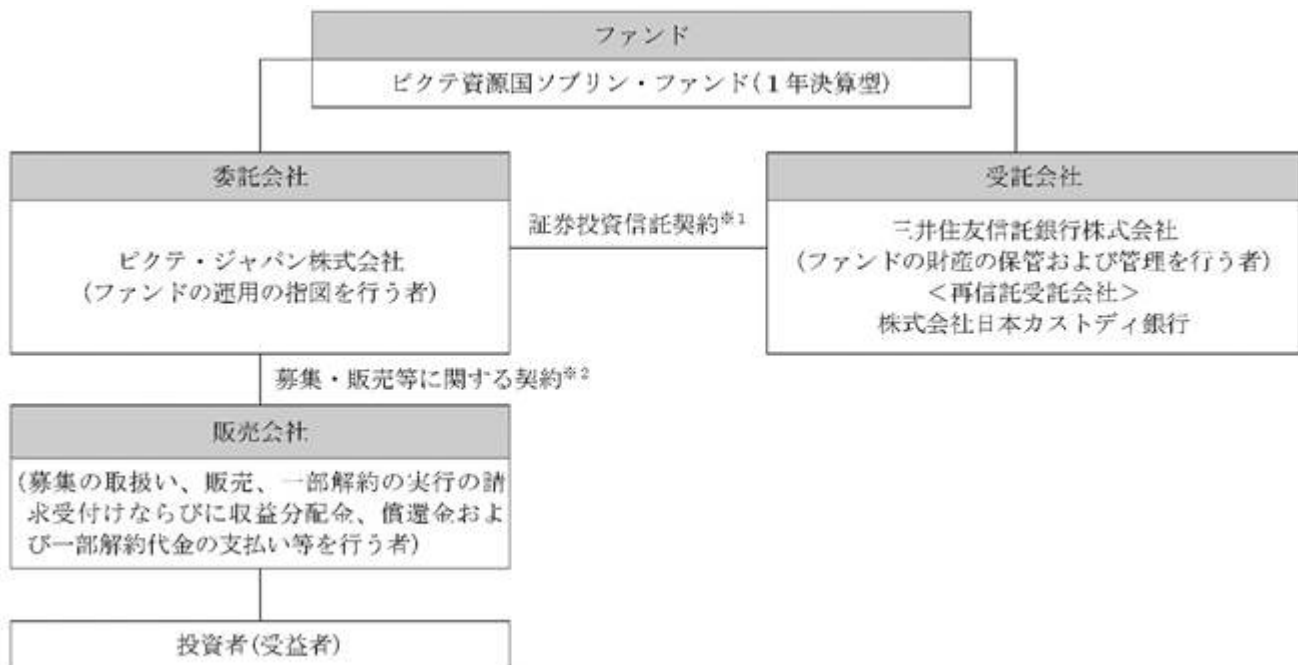 ファンド
ピクテ資源国ソブリン・ファンド(1年決算型)
委託会社
ピクテ・ジャパン株式会社
(ファンドの運用の指図を行う者)
証券投資信託契約※1
受託会社
三井住友信託銀行株式会社
(ファンドの財産の保管および管理を行う者)
<再信託受託会社>
株式会社日本カストディ銀行
募集・販売等に関する契約※2
販売会社
(募集の取扱い、販売、一部解約の実行の請
求受付けならびに収益分配金、償還金およ
び一部解約代金の支払い等を行う者)
投資者(受益者)